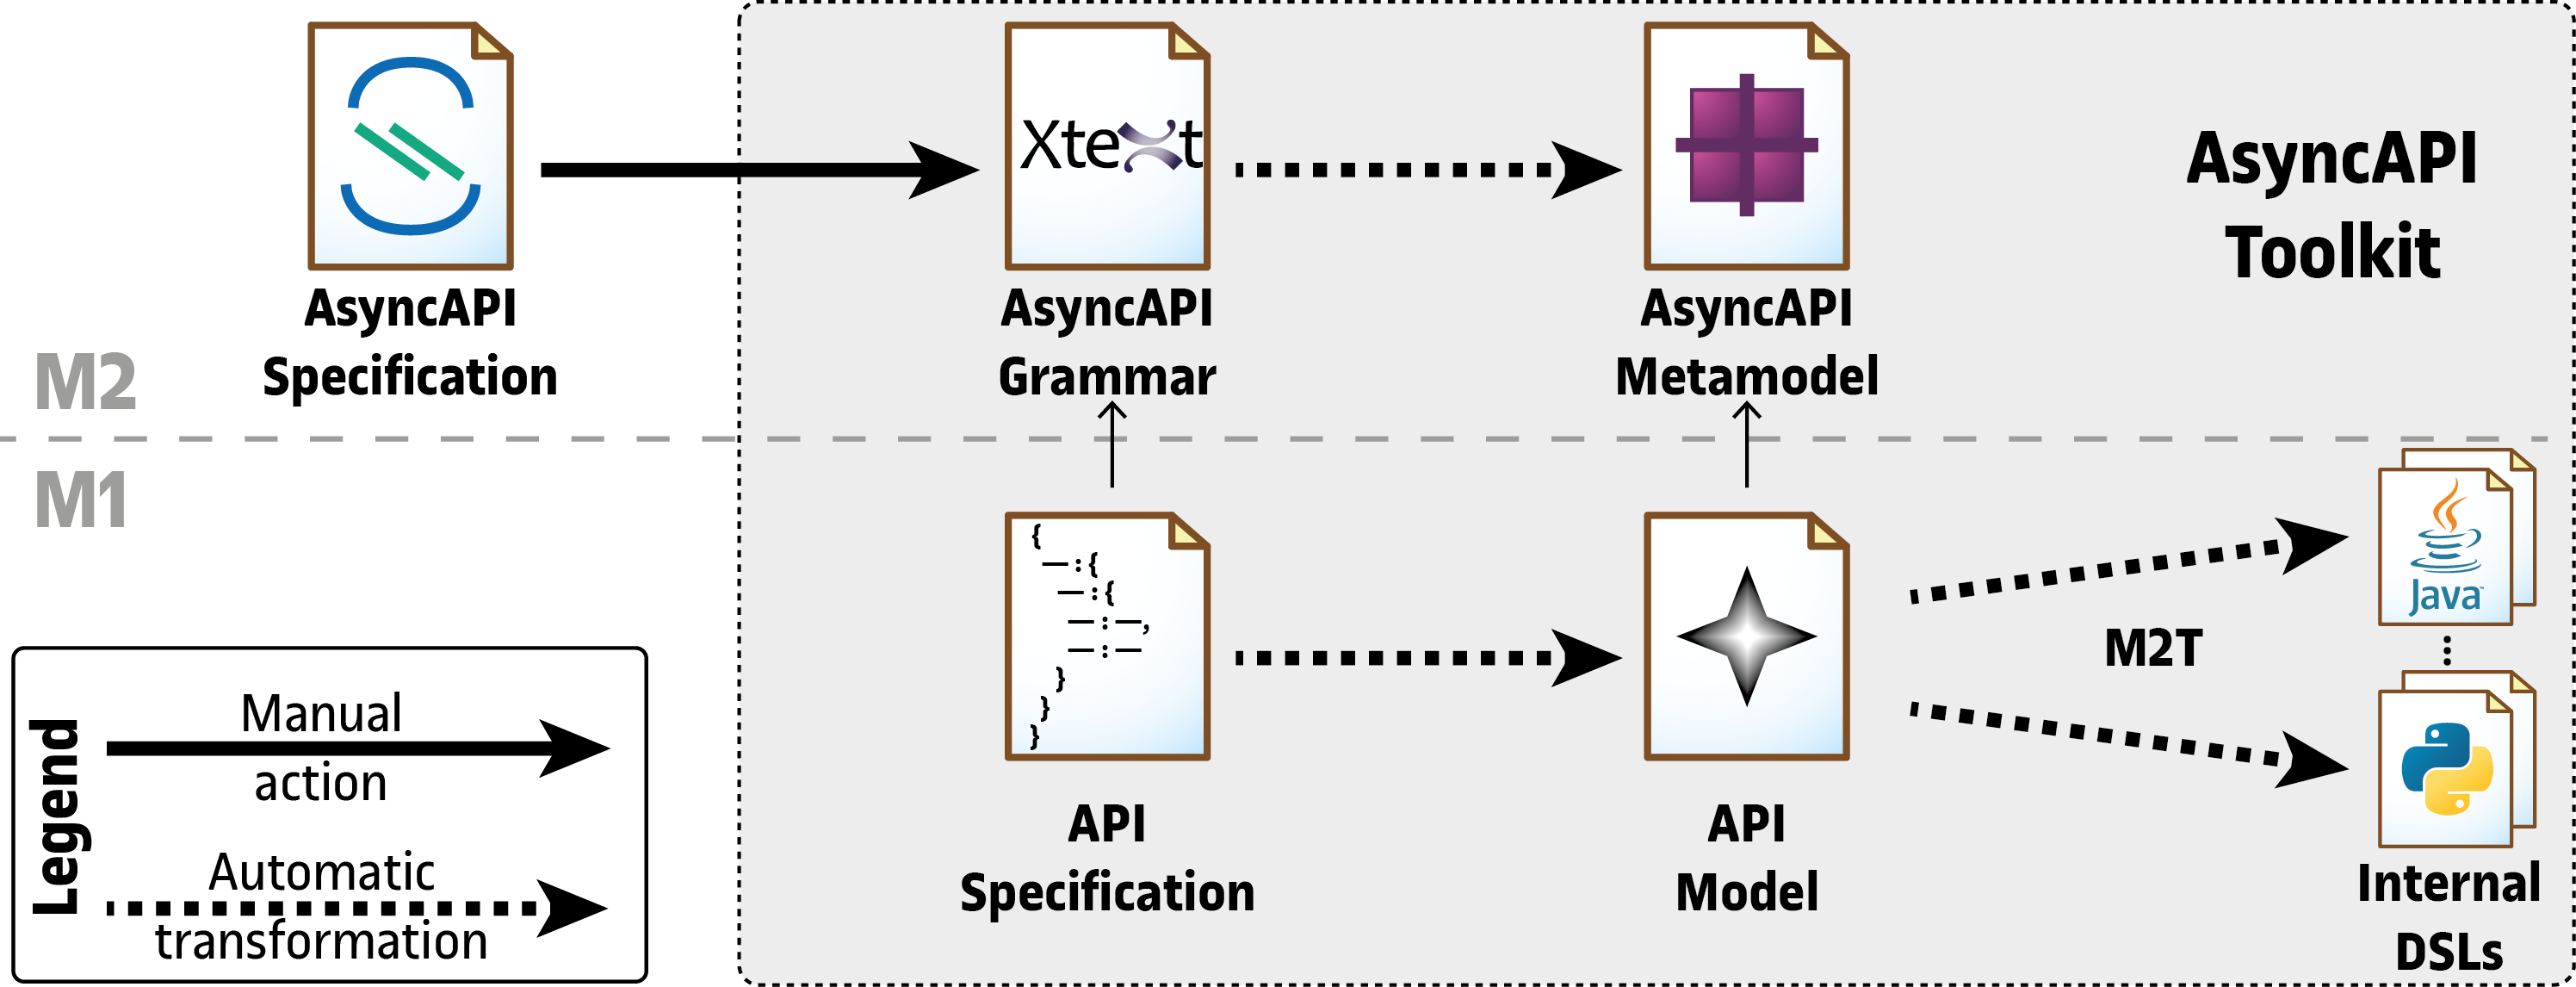 Xtext
AsyncAPI
Toolkit
AsyncAPI
Specification
AsyncAPI
Grammar
AsyncAPI
Metamodel
M2
M1
{
— : {
— : {
— : —,
— : —
}
}
}
Java™
M2T
API
Specification
API
Model
Internal
DSLs
Legend
Manual
action
Automatic
transformation